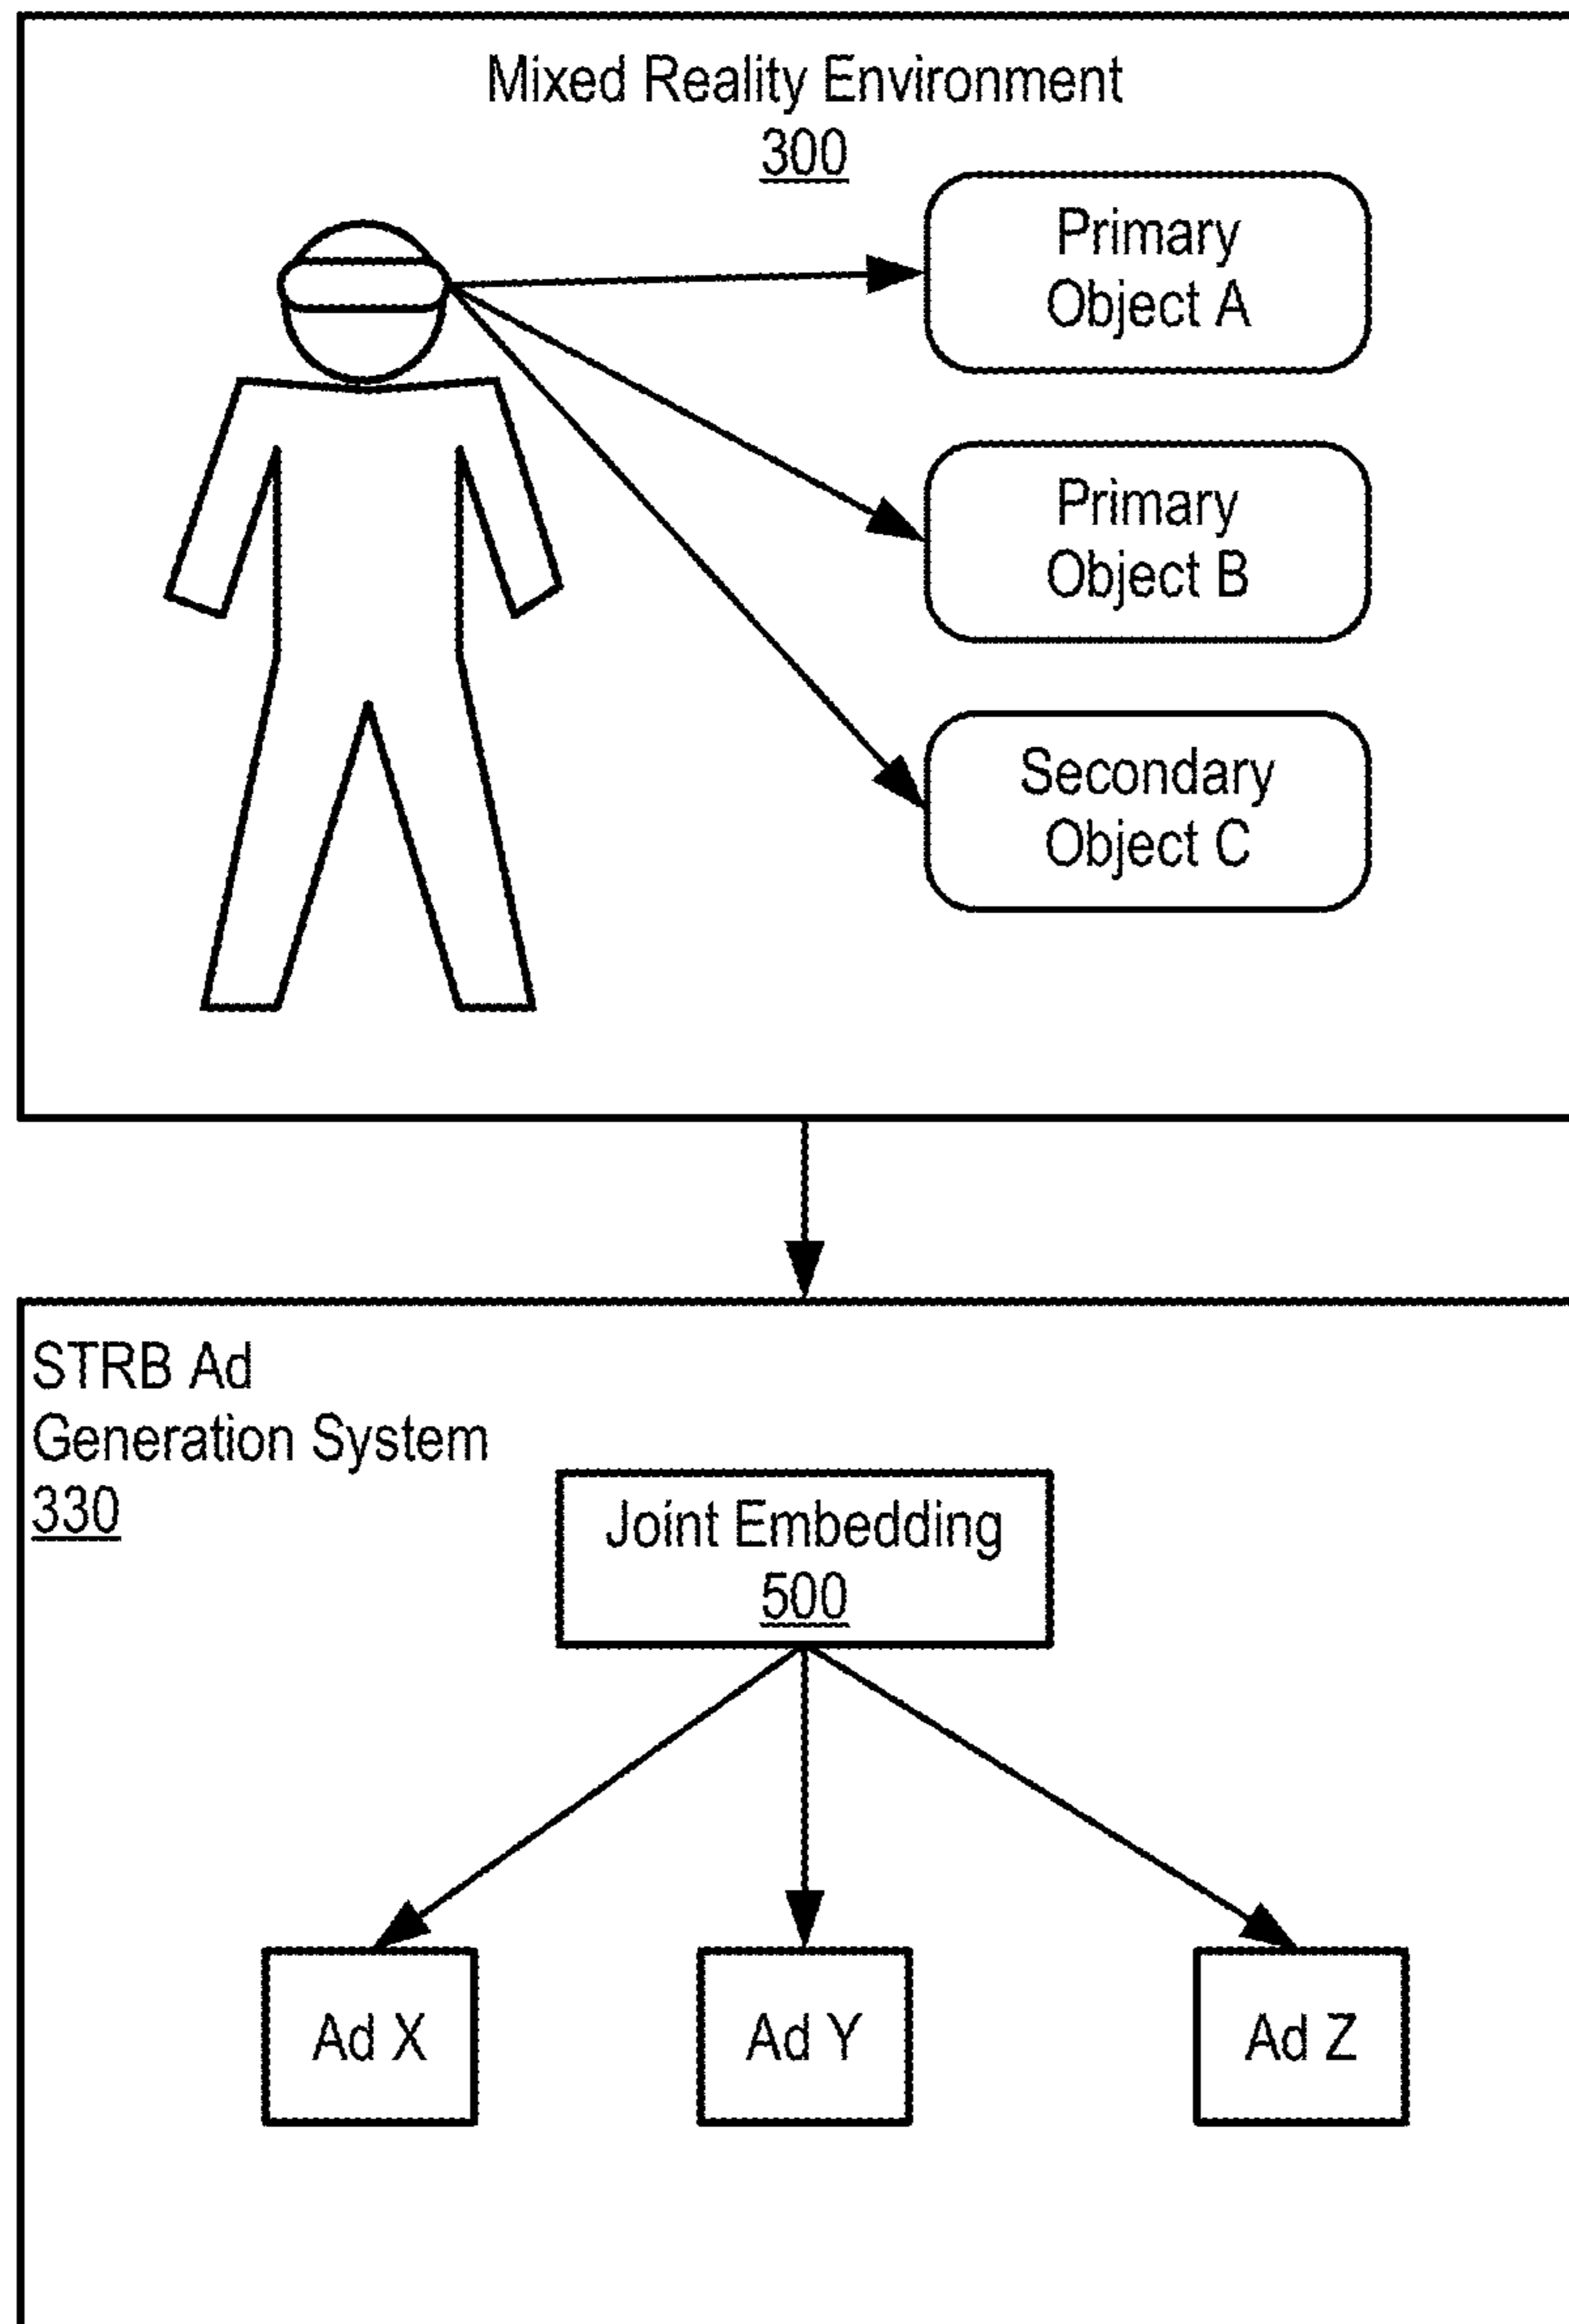 Mixed Reality Environment
300
Primary
Object A
Primary
Object B
Secondary
Object C
STRB Ad
Generation System
330
Joint Embedding
500
Ad X
Ad Y
Ad Z